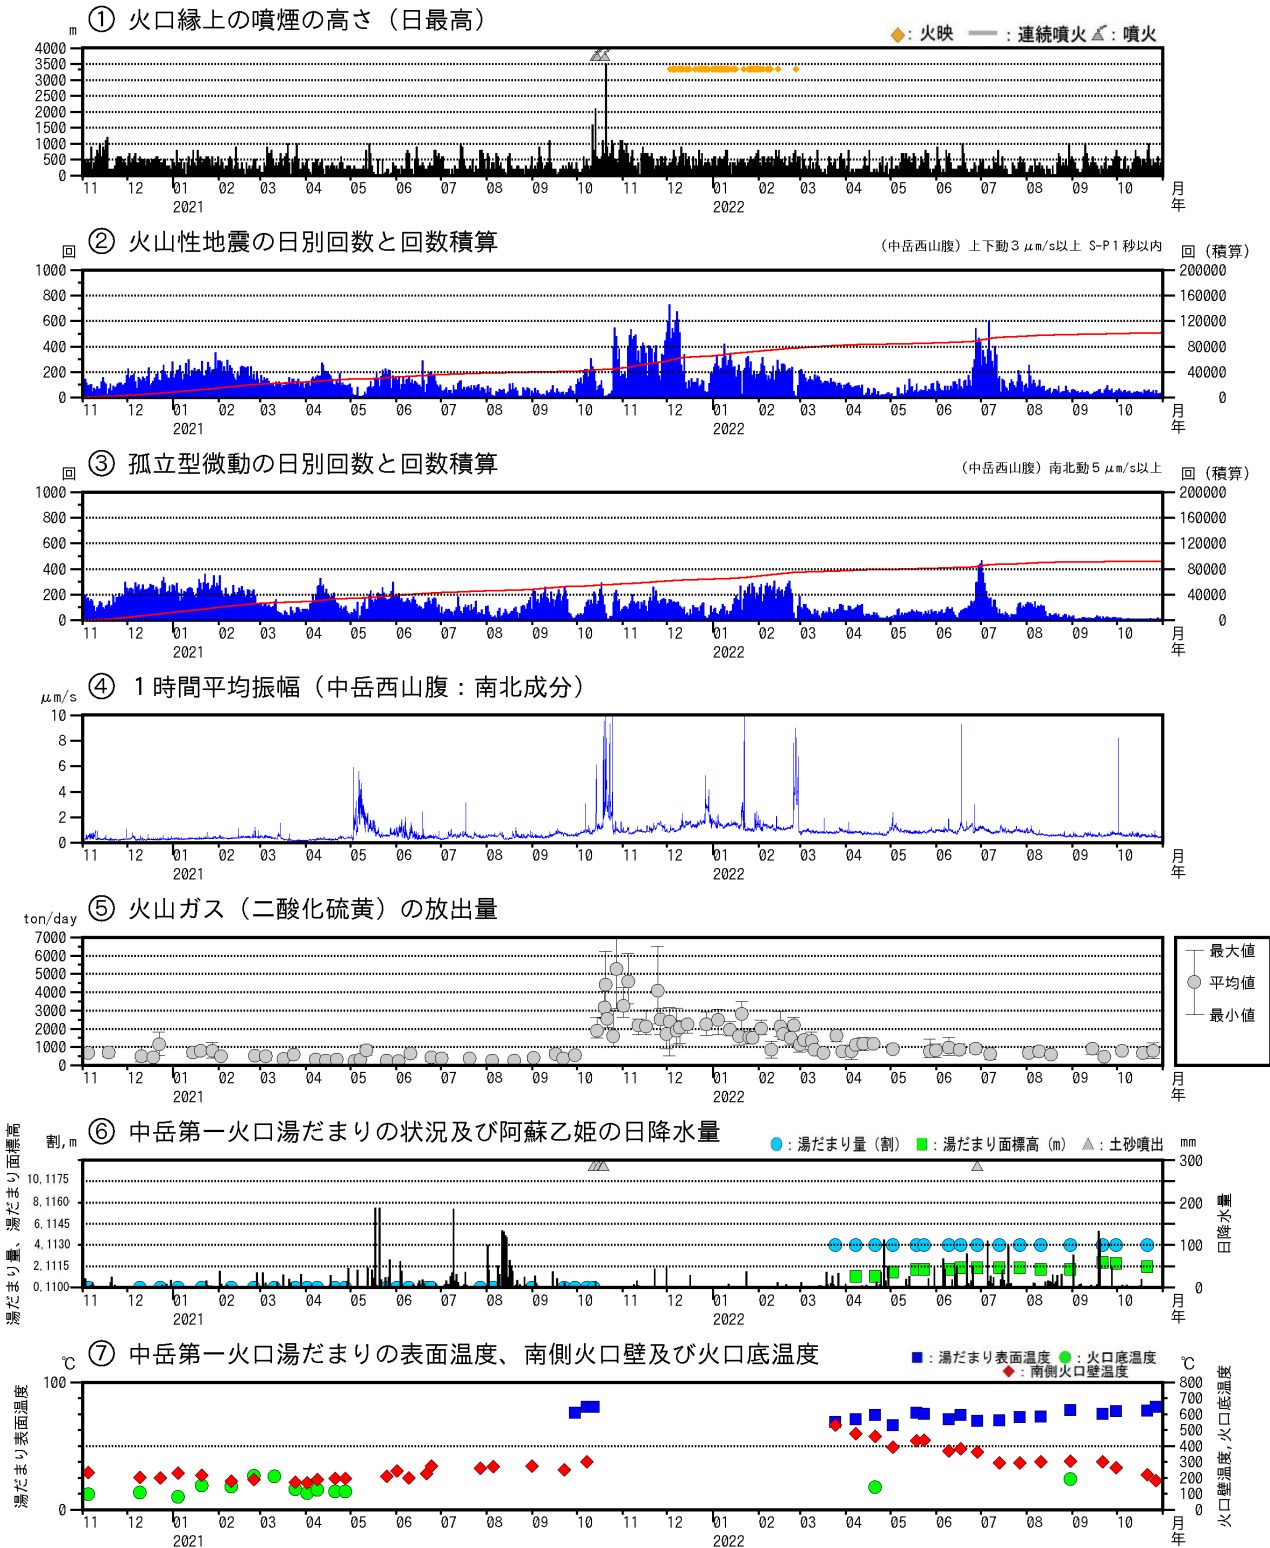 ① 火口縁上の噴煙の高さ（日最高）
m
◆：火映 ━：連続噴火 ：噴火
4000
3500
3000
2500
2000
1500
1000
500
0
11 12 01 02 03 04 05 06 07 08 09 10 11 12 01 02 03 04 05 06 07 08 09 10 月
2021 2022 年
② 火山性地震の日別回数と回数積算
回
（中岳西山腹）上下動３μm/s以上 S-P１秒以内 回（積算）
1000 200000
800 160000
600 120000
400 80000
200 40000
0 0
11 12 01 02 03 04 05 06 07 08 09 10 11 12 01 02 03 04 05 06 07 08 09 10 月
2021 2022 年
③ 孤立型微動の日別回数と回数積算
回
（中岳西山腹）南北動５μm/s以上 回（積算）
1000 200000
800 160000
600 120000
400 80000
200 40000
0 0
11 12 01 02 03 04 05 06 07 08 09 10 11 12 01 02 03 04 05 06 07 08 09 10 月
2021 2022 年
④ １時間平均振幅（中岳西山腹：南北成分）
μm/s
10
8
6
4
2
0
11 12 01 02 03 04 05 06 07 08 09 10 11 12 01 02 03 04 05 06 07 08 09 10 月
2021 2022 年
⑤ 火山ガス（二酸化硫黄）の放出量
ton/day
7000
6000
5000
4000
3000
2000
1000
0
最大値
平均値
最小値
11 12 01 02 03 04 05 06 07 08 09 10 11 12 01 02 03 04 05 06 07 08 09 10 月
2021 2022 年
⑥ 中岳第一火口湯だまりの状況及び阿蘇乙姫の日降水量
割,m
●：湯だまり量（割） ■：湯だまり面標高（m） ▲：土砂噴出 mm
湯だまり量、湯だまり面標高
10,1175
8,1160
6,1145
4,1130
2,1115
0,1100
300
200
100
0
日降水量
11 12 01 02 03 04 05 06 07 08 09 10 11 12 01 02 03 04 05 06 07 08 09 10 月
2021 2022 年
⑦ 中岳第一火口湯だまりの表面温度、南側火口壁及び火口底温度
℃
■：湯だまり表面温度 ●：火口底温度 ℃
◆：南側火口壁温度
湯だまり表面温度
100
0
800
700
600
500
400
300
200
100
0
火口壁温度,火口底温度
11 12 01 02 03 04 05 06 07 08 09 10 11 12 01 02 03 04 05 06 07 08 09 10 月
2021 2022 年